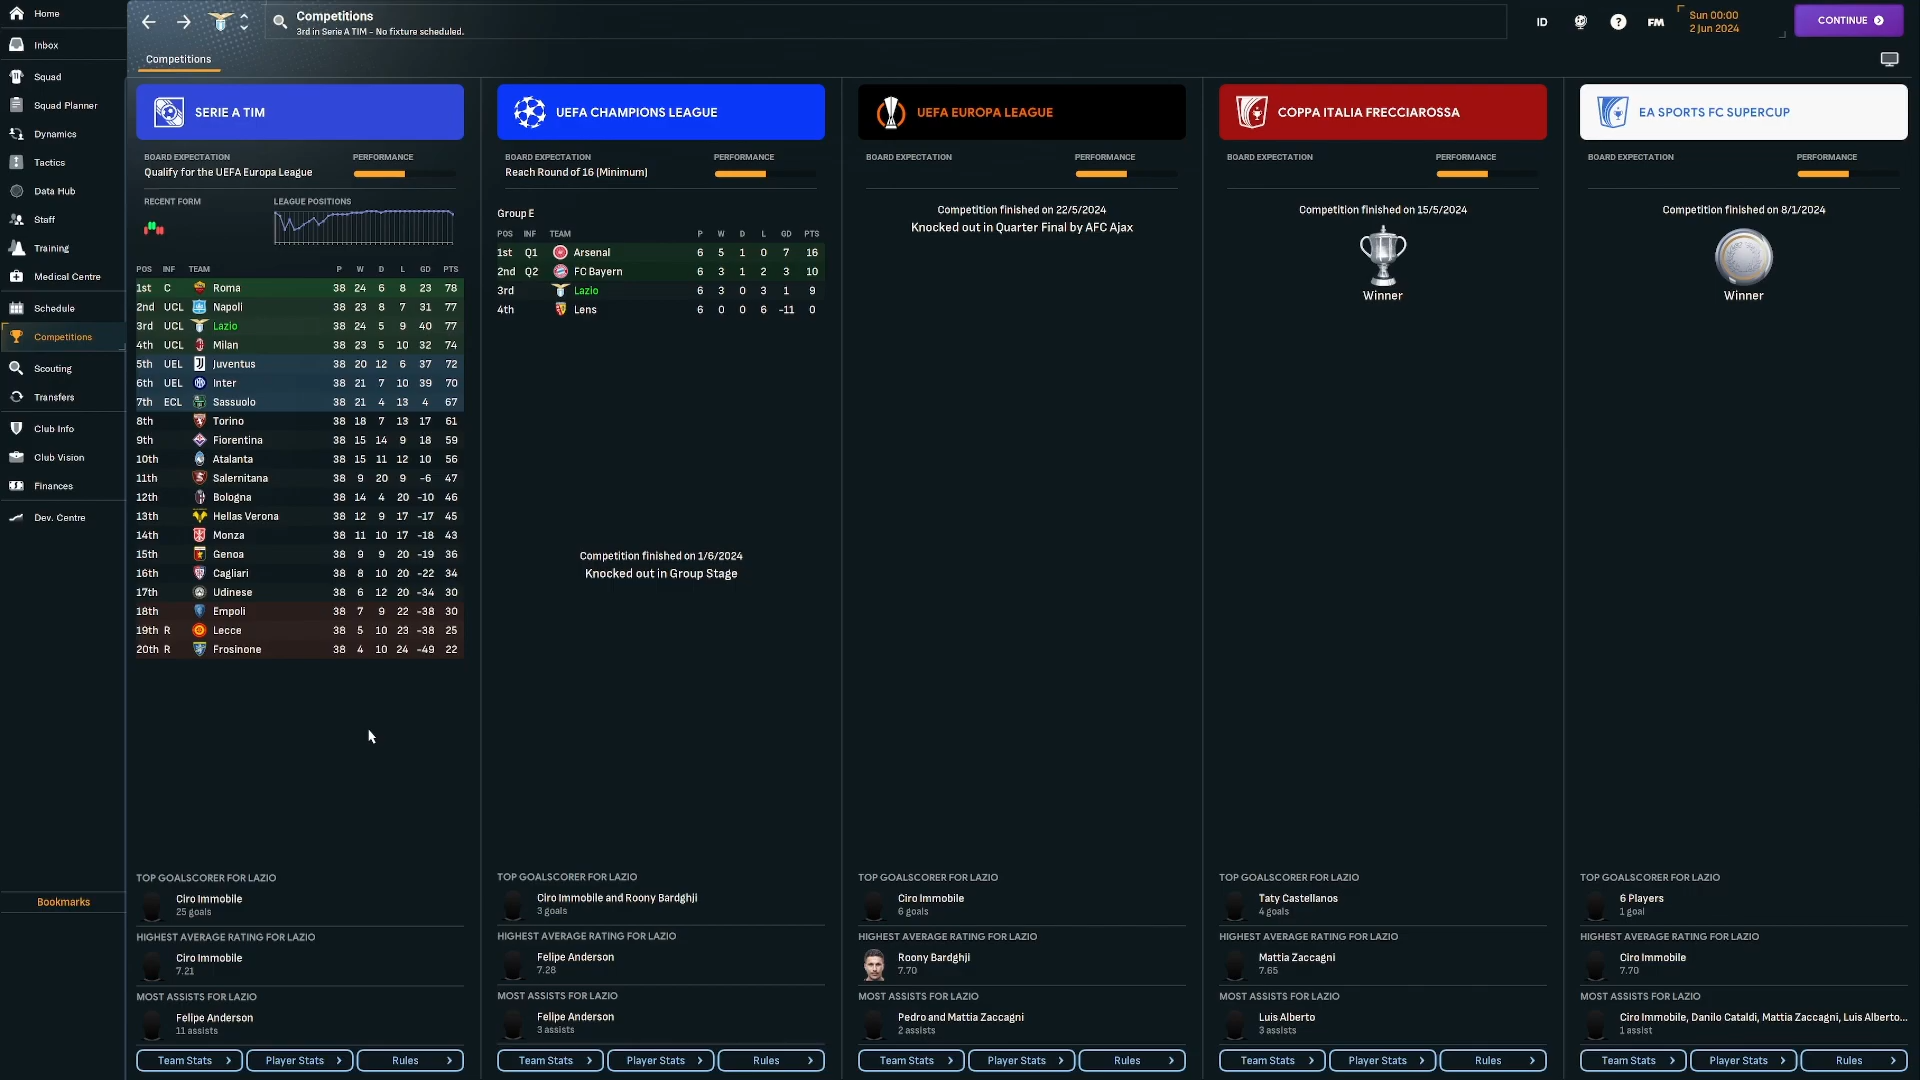 Home
Inbox
Squad
Squad Planner
Dynamics
Tactics
Data Hub
Staff
Training
Medical Centre
Schedule
Competitions
Scouting
Transfers
Club Info
Club Vision
Finances
Dev. Centre
Bookmarks
Competitions
3rd in Serie A TIM - No fixture scheduled.
ID
?
FM
Sun 00:00
2 Jun 2024
CONTINUE
Competitions
SERIE A TIM
BOARD EXPECTATION PERFORMANCE
Qualify for the UEFA Europa League
RECENT FORM LEAGUE POSITIONS
POS INF TEAM P W D L GD PTS
1st C Roma 38 24 6 8 23 78
2nd UCL Napoli 38 23 8 7 31 77
3rd UCL Lazio 38 24 5 9 40 77
4th UCL Milan 38 23 5 10 32 74
5th UEL Juventus 38 20 12 6 37 72
6th UEL Inter 38 21 7 10 39 70
7th ECL Sassuolo 38 21 4 13 4 67
8th Torino 38 18 7 13 17 61
9th Fiorentina 38 15 14 9 18 59
10th Atalanta 38 15 11 12 10 56
11th Salernitana 38 9 20 9 -6 47
12th Bologna 38 14 4 20 -10 46
13th Hellas Verona 38 12 9 17 -17 45
14th Monza 38 11 10 17 -18 43
15th Genoa 38 9 9 20 -19 36
16th Cagliari 38 8 10 20 -22 34
17th Udinese 38 6 12 20 -34 30
18th Empoli 38 7 9 22 -38 30
19th R Lecce 38 5 10 23 -38 25
20th R Frosinone 38 4 10 24 -49 22
TOP GOALSCORER FOR LAZIO
Ciro Immobile
25 goals
HIGHEST AVERAGE RATING FOR LAZIO
Ciro Immobile
7.21
MOST ASSISTS FOR LAZIO
Felipe Anderson
11 assists
Team Stats Player Stats Rules
UEFA CHAMPIONS LEAGUE
BOARD EXPECTATION PERFORMANCE
Reach Round of 16 (Minimum)
Group E
POS INF TEAM P W D L GD PTS
1st Q1 Arsenal 6 5 1 0 7 16
2nd Q2 FC Bayern 6 3 1 2 3 10
3rd Lazio 6 3 0 3 1 9
4th Lens 6 0 0 6 -11 0
Competition finished on 1/6/2024
Knocked out in Group Stage
TOP GOALSCORER FOR LAZIO
Ciro Immobile and Roony Bardghji
3 goals
HIGHEST AVERAGE RATING FOR LAZIO
Felipe Anderson
7.28
MOST ASSISTS FOR LAZIO
Felipe Anderson
3 assists
Team Stats Player Stats Rules
UEFA EUROPA LEAGUE
BOARD EXPECTATION PERFORMANCE
Competition finished on 22/5/2024
Knocked out in Quarter Final by AFC Ajax
TOP GOALSCORER FOR LAZIO
Ciro Immobile
6 goals
HIGHEST AVERAGE RATING FOR LAZIO
Roony Bardghji
7.70
MOST ASSISTS FOR LAZIO
Pedro and Mattia Zaccagni
2 assists
Team Stats Player Stats Rules
COPPA ITALIA FRECCIAROSSA
BOARD EXPECTATION PERFORMANCE
Competition finished on 15/5/2024
Winner
TOP GOALSCORER FOR LAZIO
Taty Castellanos
4 goals
HIGHEST AVERAGE RATING FOR LAZIO
Mattia Zaccagni
7.65
MOST ASSISTS FOR LAZIO
Luis Alberto
3 assists
Team Stats Player Stats Rules
EA SPORTS FC SUPERCUP
BOARD EXPECTATION PERFORMANCE
Competition finished on 8/1/2024
Winner
TOP GOALSCORER FOR LAZIO
6 Players
1 goal
HIGHEST AVERAGE RATING FOR LAZIO
Ciro Immobile
7.70
MOST ASSISTS FOR LAZIO
Ciro Immobile, Danilo Cataldi, Mattia Zaccagni, Luis Alberto...
1 assist
Team Stats Player Stats Rules